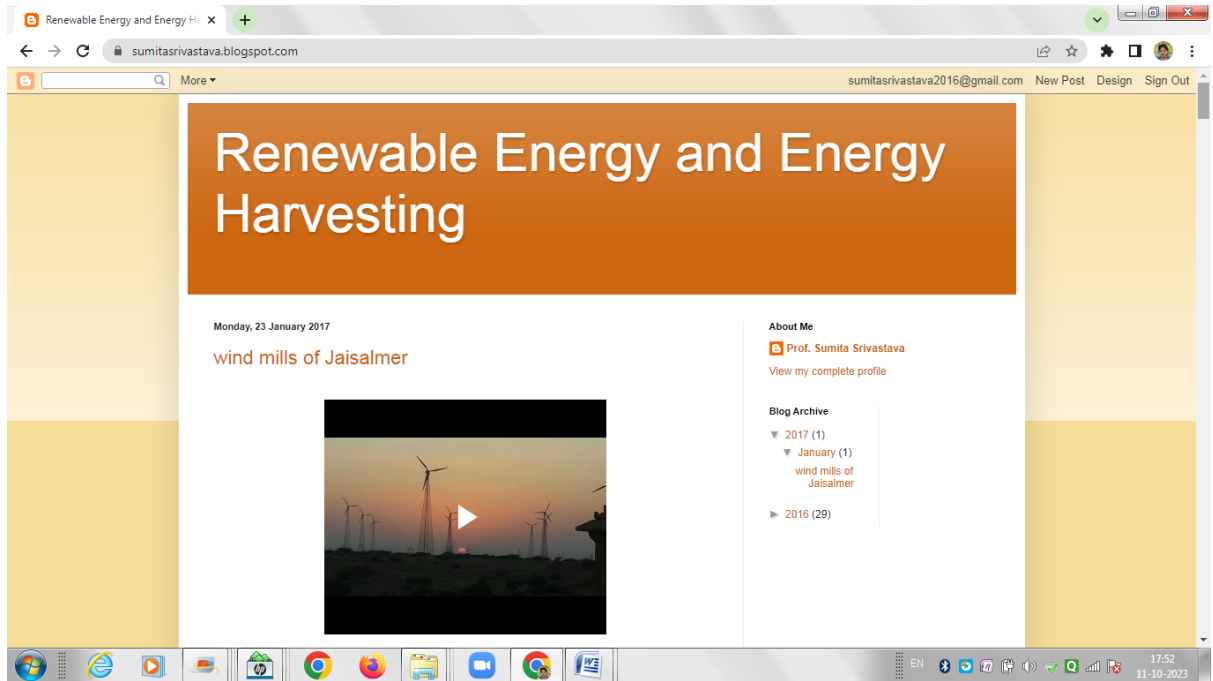 Renewable Energy and Energy Ha
sumitasrivastava.blogspot.com
More
sumitasrivastava2016@gmail.com New Post Design Sign Out
Renewable Energy and Energy
Harvesting
Monday, 23 January 2017
wind mills of Jaisalmer
About Me
Prof. Sumita Srivastava
View my complete profile
Blog Archive
▼ 2017 (1)
▼ January (1)
wind mills of
Jaisalmer
► 2016 (29)
EN
17:52
11-10-2023